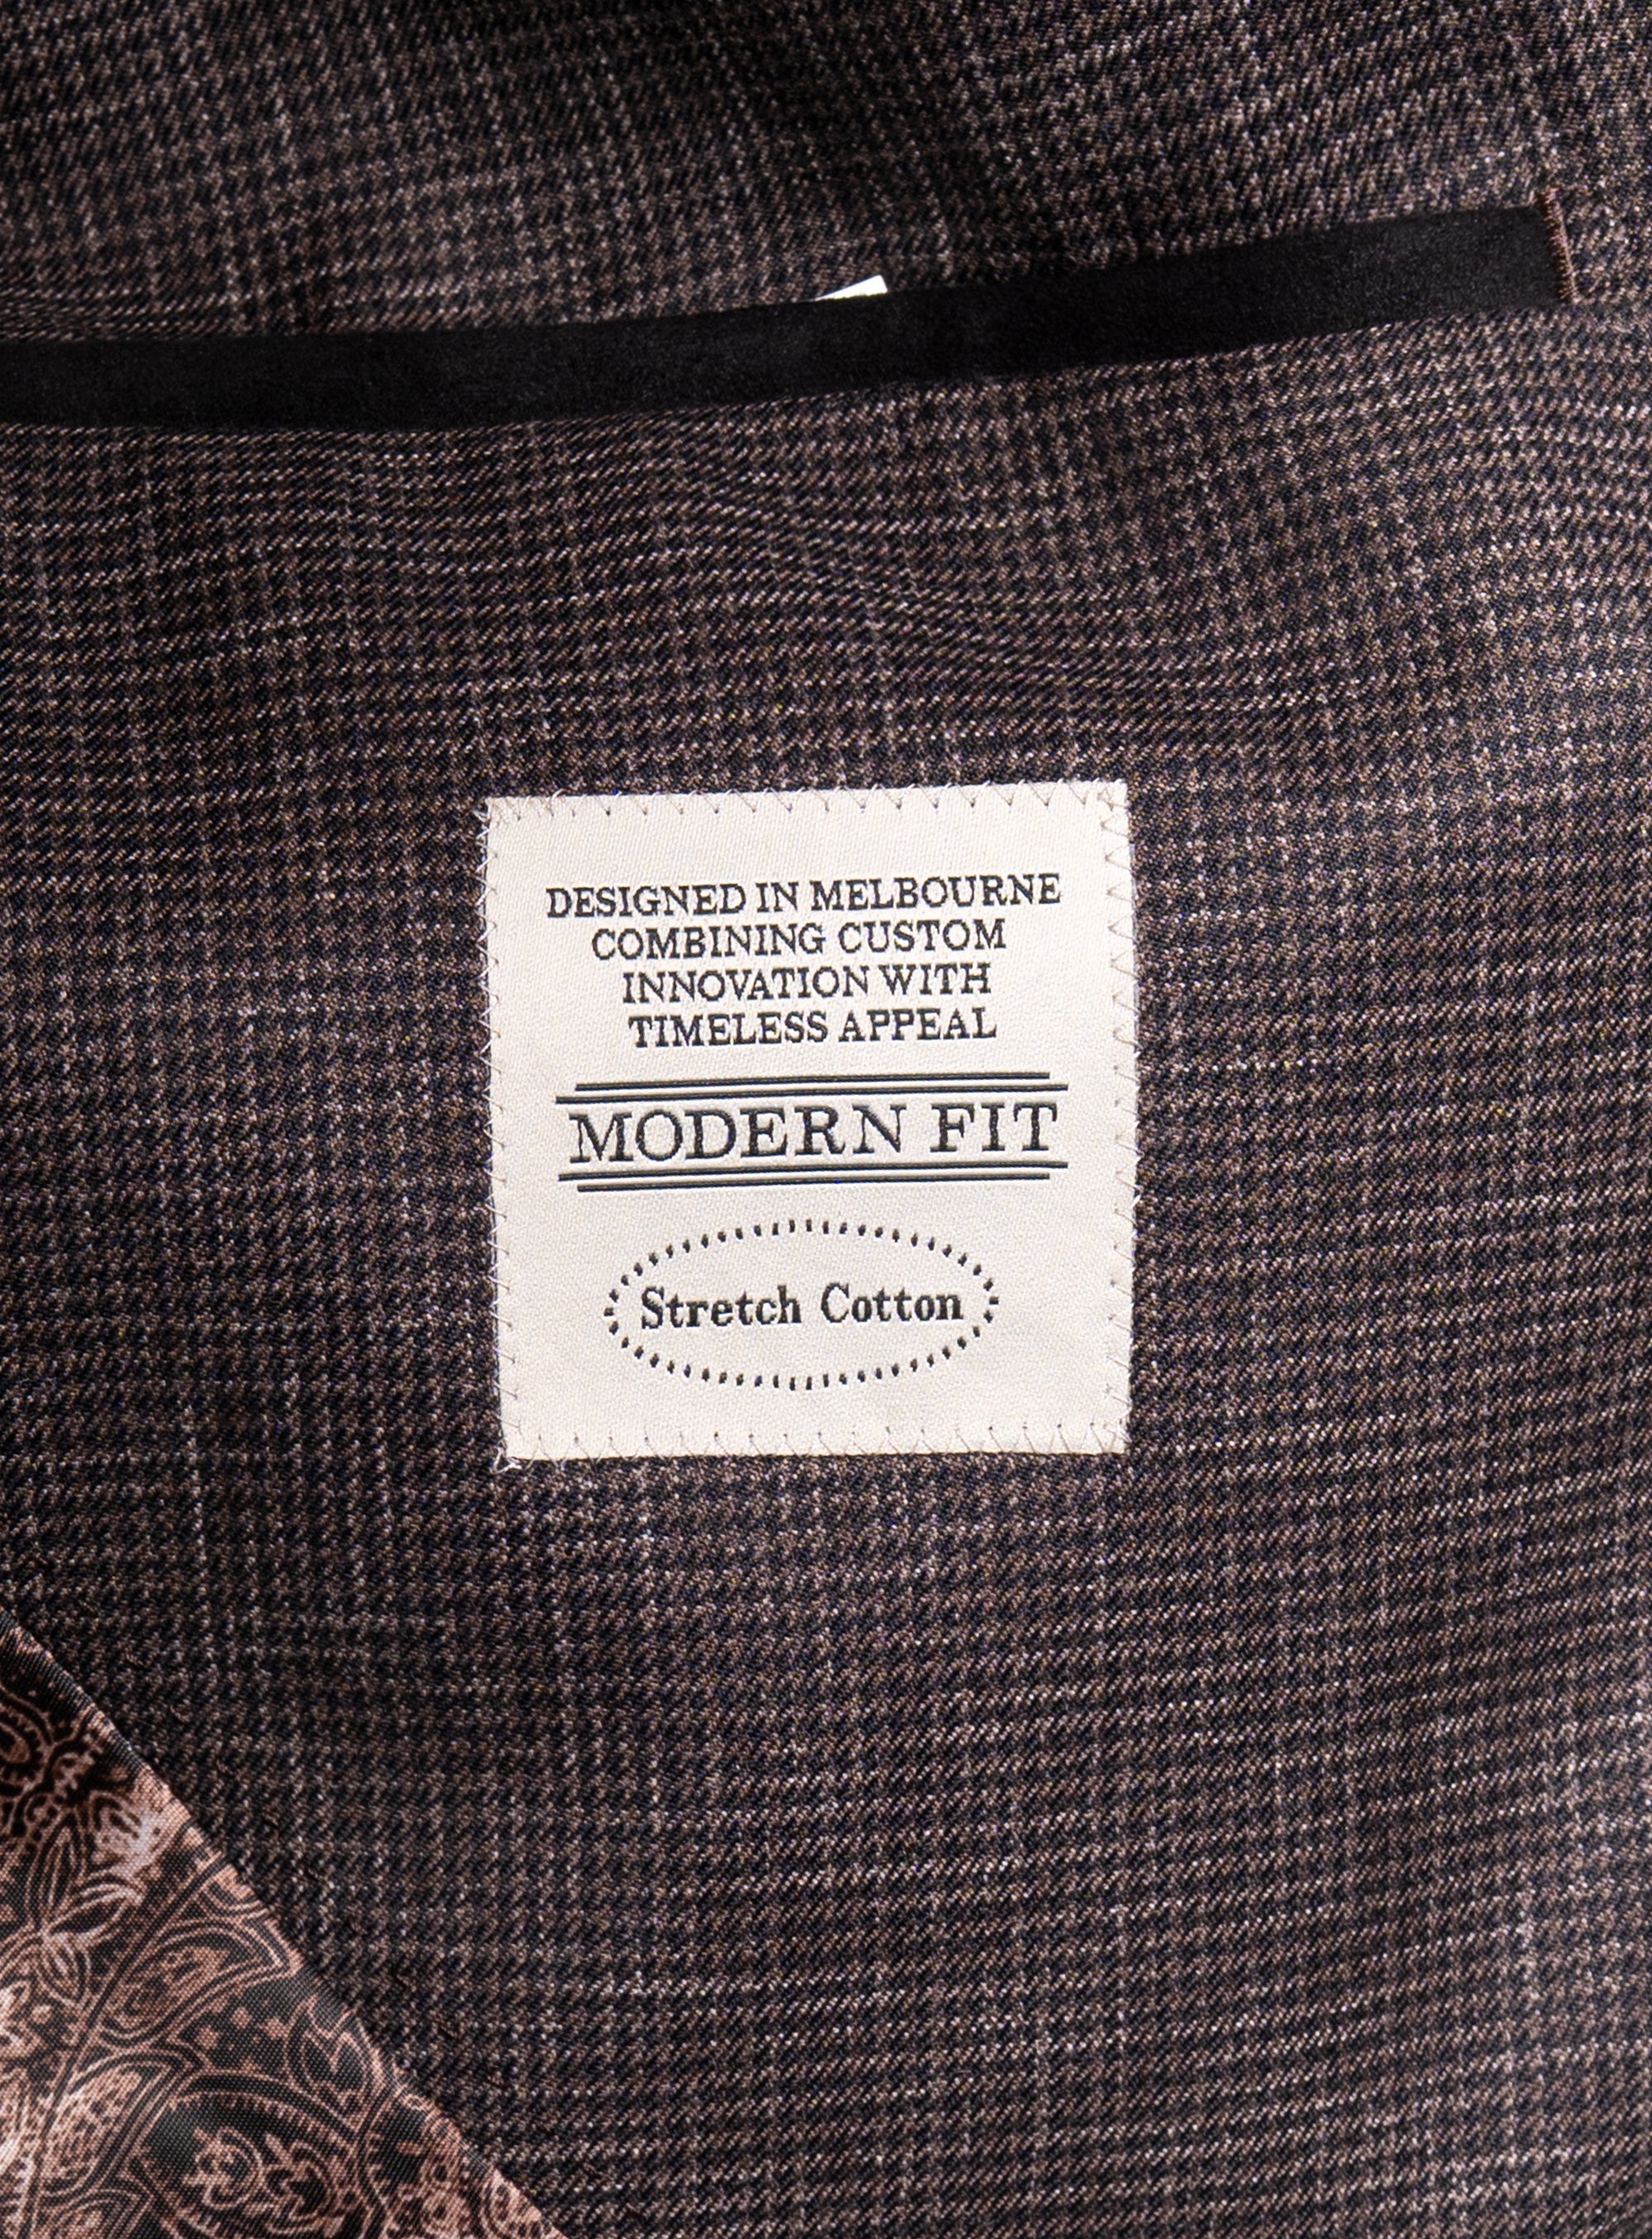 DESIGNED IN MELBOURNE
COMBINING CUSTOM
INNOVATION WITH
TIMELESS APPEAL
MODERN FIT
Stretch Cotton